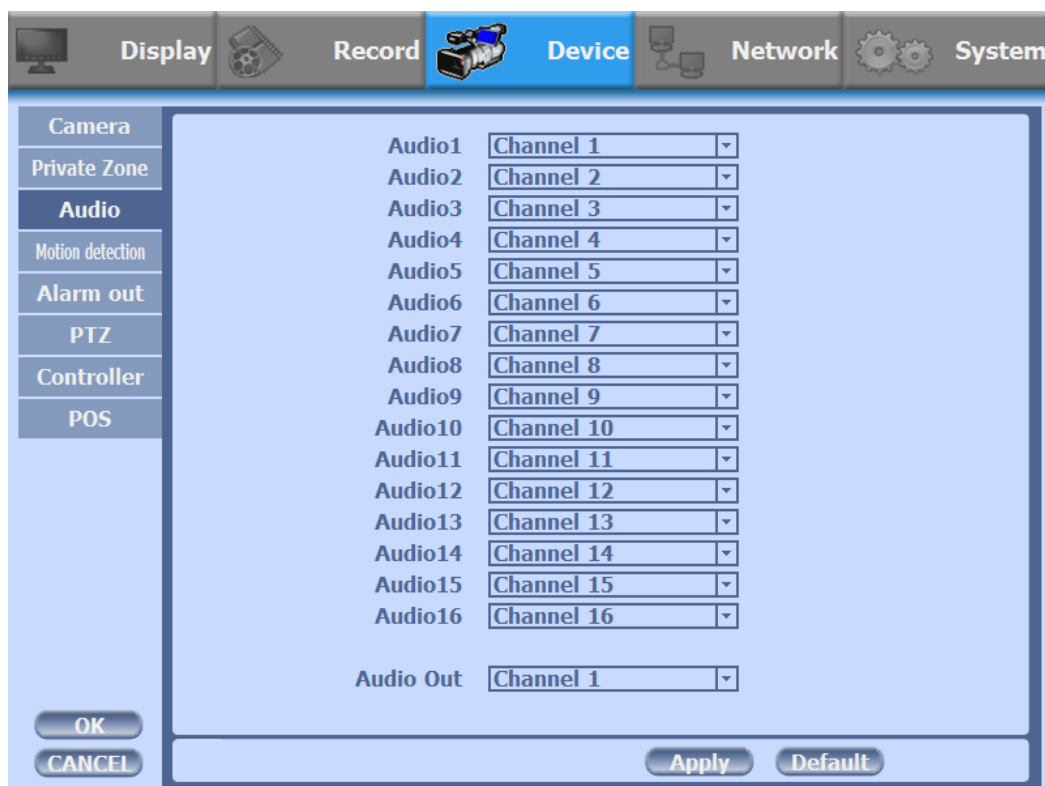 Display Record Device Network System
Camera
Private Zone
Audio
Motion detection
Alarm out
PTZ
Controller
POS
Audio1 Channel 1
Audio2 Channel 2
Audio3 Channel 3
Audio4 Channel 4
Audio5 Channel 5
Audio6 Channel 6
Audio7 Channel 7
Audio8 Channel 8
Audio9 Channel 9
Audio10 Channel 10
Audio11 Channel 11
Audio12 Channel 12
Audio13 Channel 13
Audio14 Channel 14
Audio15 Channel 15
Audio16 Channel 16
Audio Out Channel 1
OK
CANCEL
Apply Default